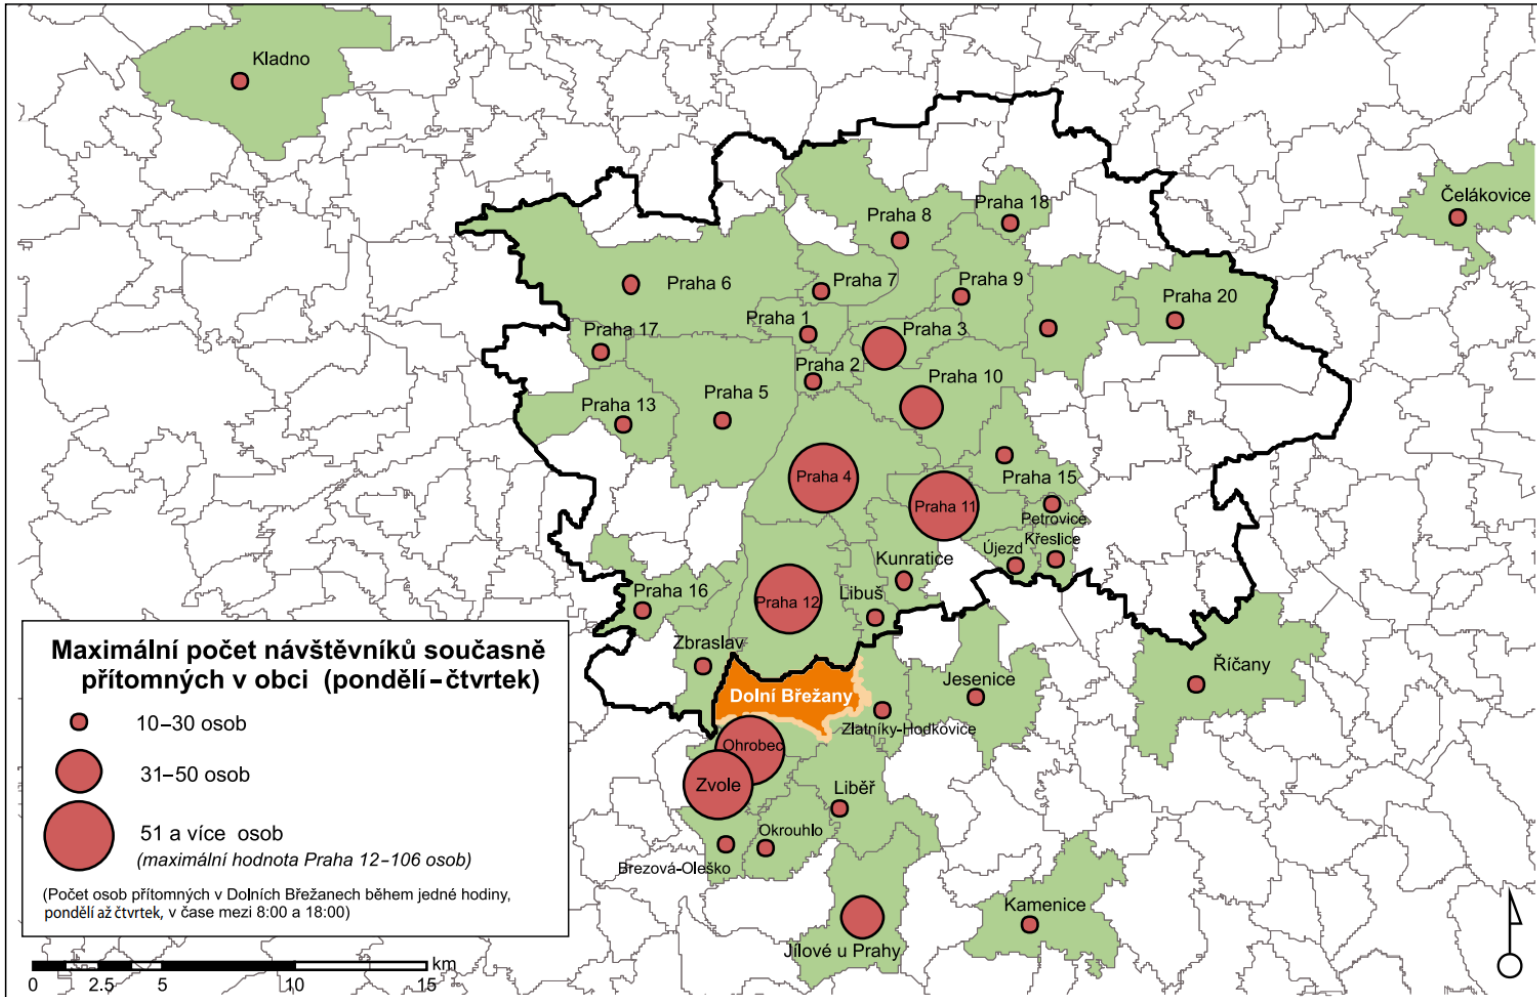 Kladno
Čelákovice
Praha 18
Praha 8
Praha 6
Praha 7
Praha 9
Praha 20
Praha 1
Praha 17
Praha 3
Praha 2
Praha 10
Praha 5
Praha 13
Praha 4
Praha 15
Praha 11
Petrovice
Křeslice
Újezd
Kunratice
Praha 16
Praha 12
Libuš
Zbraslav
Říčany
Jesenice
Dolní Břežany
Zlatníky-Hodkovice
Ohrobec
Zvole
Liběř
Okrouhlo
Brezová-Oleško
Kamenice
Jílové u Prahy
Maximální počet návštěvníků současně
přítomných v obci (pondělí–čtvrtek)
10–30 osob
31–50 osob
51 a více osob
(maximální hodnota Praha 12–106 osob)
(Počet osob přítomných v Dolních Břežanech během jedné hodiny,
pondělí až čtvrtek, v čase mezi 8:00 a 18:00)
km
0 2.5 5 10 15